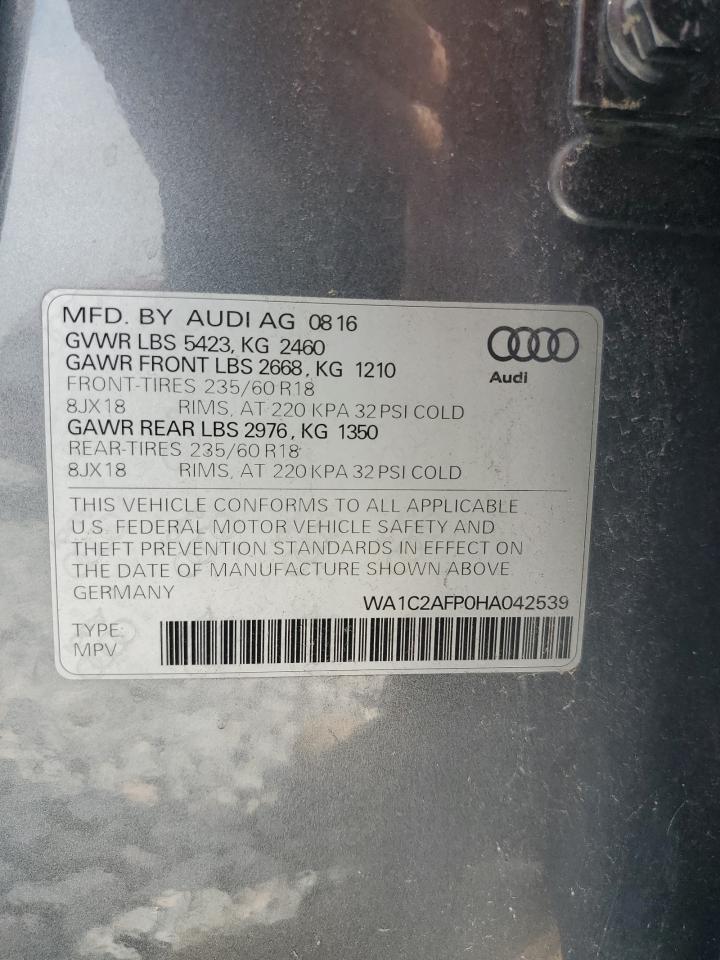 MFD. BY AUDI AG 08 16
GVWR LBS 5423, KG 2460
GAWR FRONT LBS 2668, KG 1210
FRONT-TIRES 235/60 R18
8JX18 RIMS, AT 220 KPA 32 PSI COLD
GAWR REAR LBS 2976, KG 1350
REAR-TIRES 235/60 R18
8JX18 RIMS, AT 220 KPA 32 PSI COLD
Audi
THIS VEHICLE CONFORMS TO ALL APPLICABLE
U.S. FEDERAL MOTOR VEHICLE SAFETY AND
THEFT PREVENTION STANDARDS IN EFFECT ON
THE DATE OF MANUFACTURE SHOWN ABOVE.
GERMANY
WA1C2AFP0HA042539
TYPE:
MPV